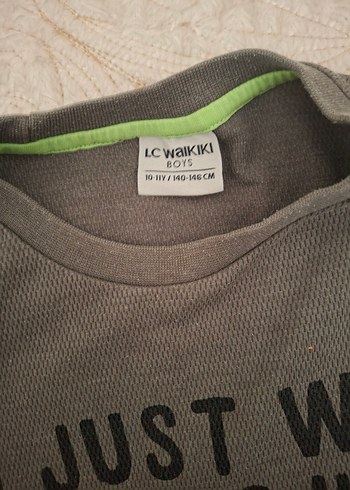 LC WAIKIKI
BOYS
10-11Y / 140-146 CM
JUST W